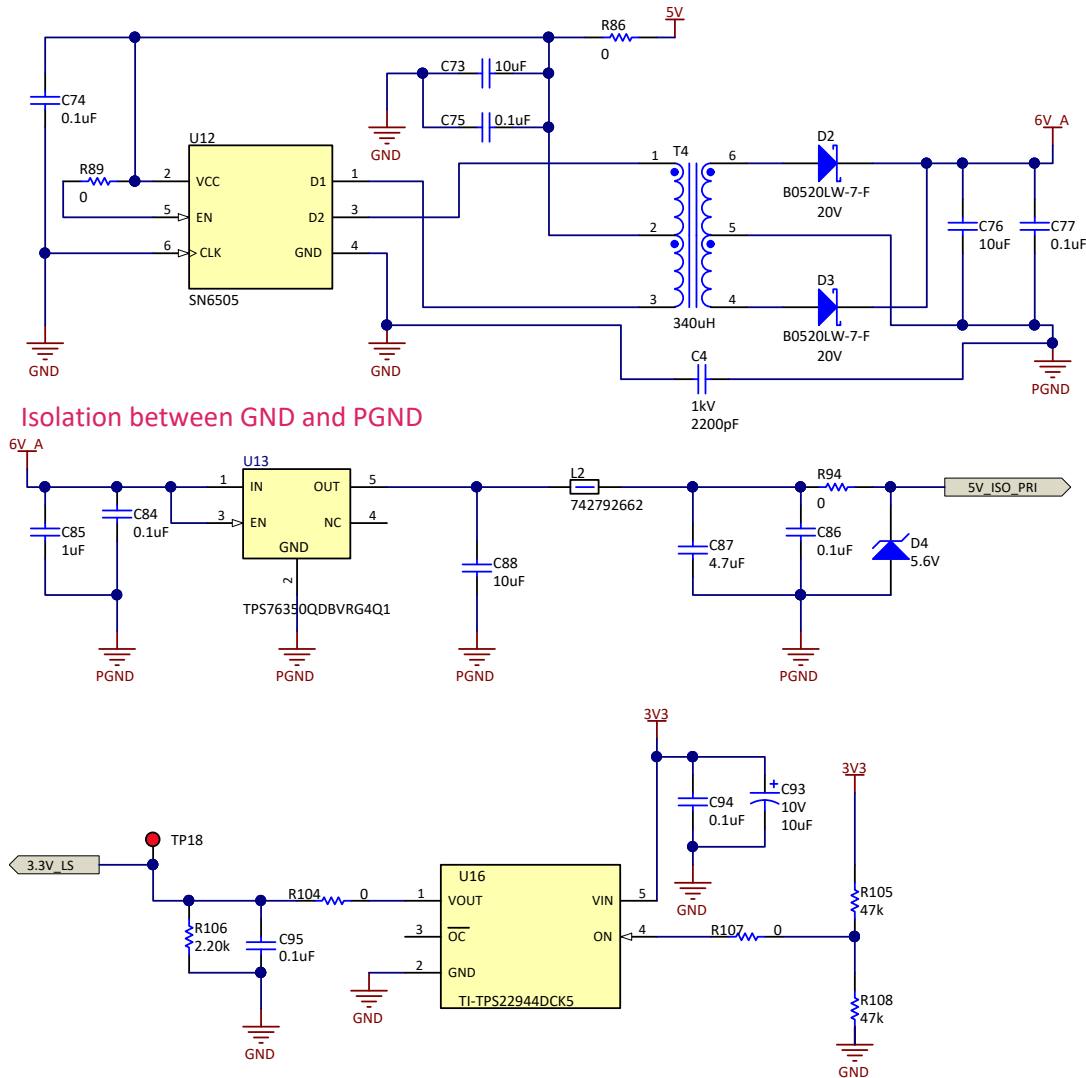 5V
R86
0
C73 10uF
C75 0.1uF
GND
C74
0.1uF
U12
R89
0
2 VCC D1 1
5 EN D2 3
6 CLK GND 4
SN6505
GND
GND
T4
1 6
2 5
3 4
340uH
D2
B0520LW-7-F
20V
D3
B0520LW-7-F
20V
6V_A
C76
10uF
C77
0.1uF
C4
1kV
2200pF
PGND
Isolation between GND and PGND
6V_A
C85
1uF
C84
0.1uF
PGND
U13
1 IN OUT 5
3 EN NC 4
GND
2
TPS76350QDBVRG4Q1
PGND
C88
10uF
PGND
L2
742792662
C87
4.7uF
C86
0.1uF
R94
0
D4
5.6V
PGND
5V_ISO_PRI
3V3
C94
0.1uF
C93
10V
10uF
+
GND
3V3
TP18
3.3V_LS
R106
2.20k
C95
0.1uF
GND
R104 0
U16
1 VOUT VIN 5
3 OC ON 4
2 GND
TI-TPS22944DCK5
GND
R107 0
R105
47k
R108
47k
GND